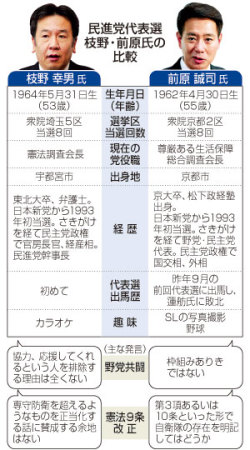 民進党代表選
枝野・前原氏の
比較
枝野 幸男氏
前原 誠司氏
1964年5月31日生
(53歳)
生年月日
(年齢)
1962年4月30日生
(55歳)
衆院埼玉5区
当選8回
選挙区
当選回数
衆院京都2区
当選8回
憲法調査会長
現在の
党役職
尊厳ある生活保障
総合調査会長
宇都宮市
出身地
京都市
東北大卒、弁護士。
日本新党から1993
年初当選。さきがけ
を経て民主党政権
で官房長官、経産相。
民進党幹事長
経歴
京大卒、松下政経塾
出身。
日本新党から1993
年初当選。さきがけ
を経て野党・民主党
代表。民主党政権で
国交相、外相
初めて
代表選
出馬歴
昨年9月の
前回代表選に出馬し、
蓮舫氏に敗北
カラオケ
趣味
SLの写真撮影
野球
(主な発言)
協力、応援してくれ
るという人を排除す
る理由は全くない
野党共闘
枠組みありき
ではない
専守防衛を超えるよ
うなものを正当化す
る話に賛成する余地
はない
憲法9条
改正
第3項あるいは
10条といった形で
自衛隊の存在を明
記してはどうか